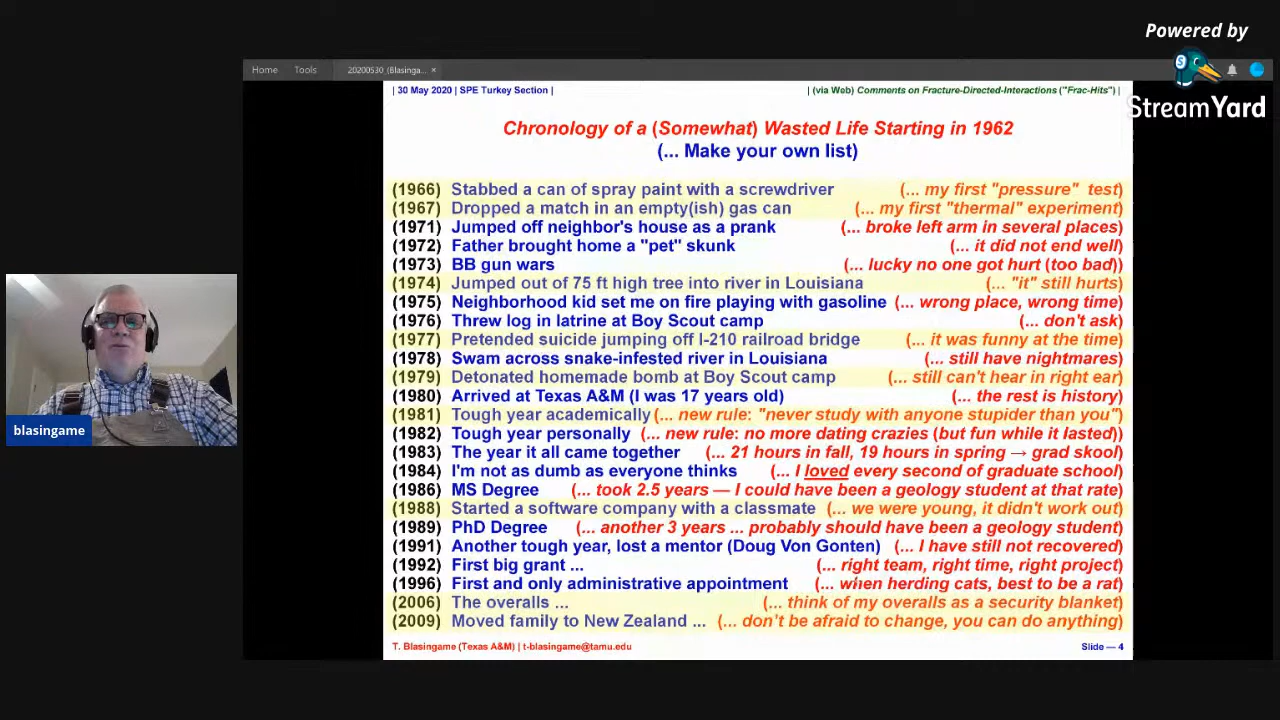 Powered by
StreamYard
Home Tools 20200530_(Blasinga... ×
| 30 May 2020 | SPE Turkey Section | | (via Web) Comments on Fracture-Directed-Interactions ("Frac-Hits") |
Chronology of a (Somewhat) Wasted Life Starting in 1962
(... Make your own list)
(1966) Stabbed a can of spray paint with a screwdriver (... my first "pressure" test)
(1967) Dropped a match in an empty(ish) gas can (... my first "thermal" experiment)
(1971) Jumped off neighbor's house as a prank (... broke left arm in several places)
(1972) Father brought home a "pet" skunk (... it did not end well)
(1973) BB gun wars (... lucky no one got hurt (too bad))
(1974) Jumped out of 75 ft high tree into river in Louisiana (... "it" still hurts)
(1975) Neighborhood kid set me on fire playing with gasoline (... wrong place, wrong time)
(1976) Threw log in latrine at Boy Scout camp (... don't ask)
(1977) Pretended suicide jumping off I-210 railroad bridge (... it was funny at the time)
(1978) Swam across snake-infested river in Louisiana (... still have nightmares)
(1979) Detonated homemade bomb at Boy Scout camp (... still can't hear in right ear)
(1980) Arrived at Texas A&M (I was 17 years old) (... the rest is history)
(1981) Tough year academically (... new rule: "never study with anyone stupider than you")
(1982) Tough year personally (... new rule: no more dating crazies (but fun while it lasted))
(1983) The year it all came together (... 21 hours in fall, 19 hours in spring → grad skool)
(1984) I'm not as dumb as everyone thinks (... I loved every second of graduate school)
(1986) MS Degree (... took 2.5 years — I could have been a geology student at that rate)
(1988) Started a software company with a classmate (... we were young, it didn't work out)
(1989) PhD Degree (... another 3 years ... probably should have been a geology student)
(1991) Another tough year, lost a mentor (Doug Von Gonten) (... I have still not recovered)
(1992) First big grant ... (... right team, right time, right project)
(1996) First and only administrative appointment (... when herding cats, best to be a rat)
(2006) The overalls ... (... think of my overalls as a security blanket)
(2009) Moved family to New Zealand ... (... don't be afraid to change, you can do anything)
T. Blasingame (Texas A&M) | t-blasingame@tamu.edu Slide — 4
blasingame